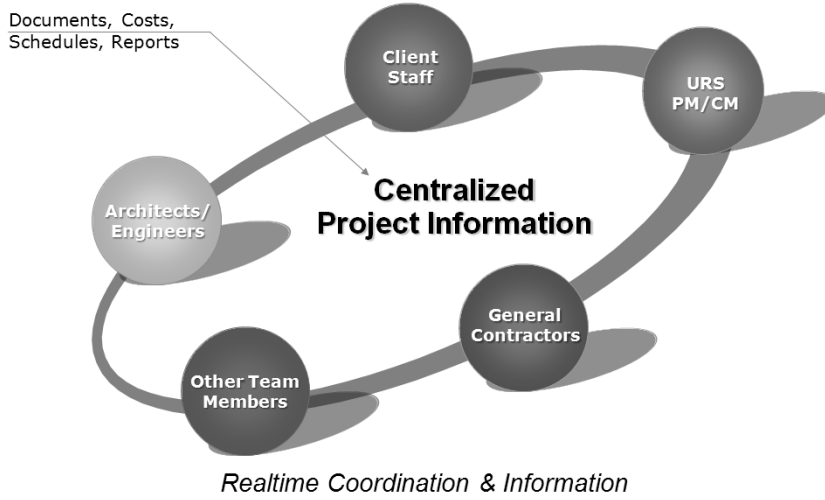 Documents, Costs,
Schedules, Reports
Client
Staff
URS
PM/CM
Centralized
Project Information
Architects/
Engineers
General
Contractors
Other Team
Members
Realtime Coordination & Information